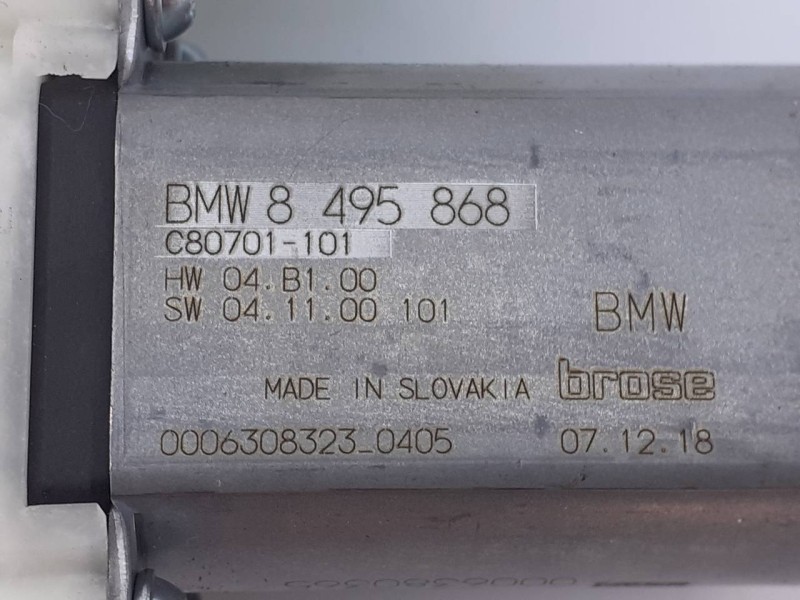 BMW 8 495 868
C80701-101
HW 04.B1.00
SW 04.11.00 101
BMW
MADE IN SLOVAKIA brose
0006308323_0405 07.12.18